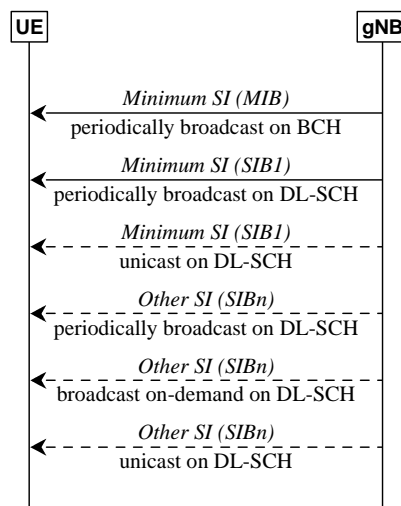 UE
gNB
Minimum SI (MIB)
periodically broadcast on BCH
Minimum SI (SIB1)
periodically broadcast on DL-SCH
Minimum SI (SIB1)
unicast on DL-SCH
Other SI (SIBn)
periodically broadcast on DL-SCH
Other SI (SIBn)
broadcast on-demand on DL-SCH
Other SI (SIBn)
unicast on DL-SCH